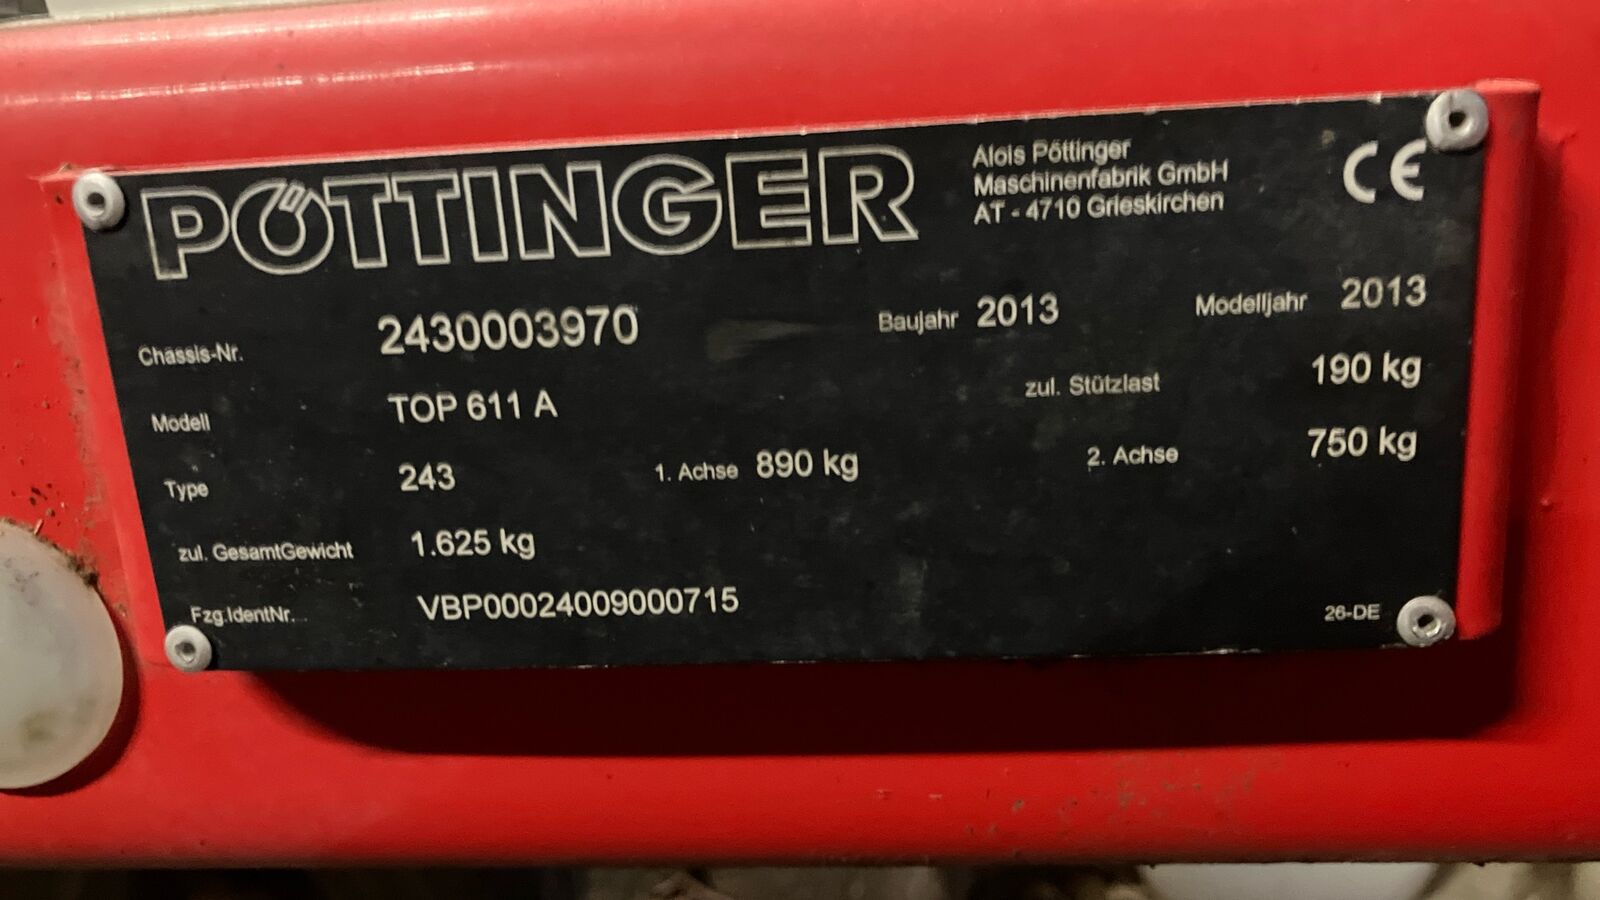 PÖTTINGER
Alois Pöttinger
Maschinenfabrik GmbH
AT - 4710 Grieskirchen
CE
Chassis-Nr. 2430003970 Baujahr 2013 Modelljahr 2013
Modell TOP 611 A zul. Stützlast 190 kg
Type 243 1. Achse 890 kg 2. Achse 750 kg
zul. GesamtGewicht 1.625 kg
Fzg.IdentNr. VBP00024009000715
26-DE